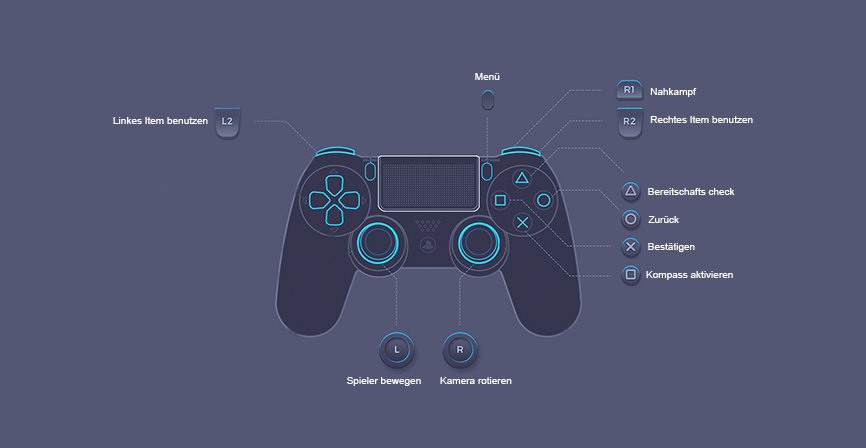 Menü
R1 Nahkampf
Linkes Item benutzen L2
R2 Rechtes Item benutzen
Bereitschafts check
Zurück
Bestätigen
Kompass aktivieren
L
R
Spieler bewegen
Kamera rotieren